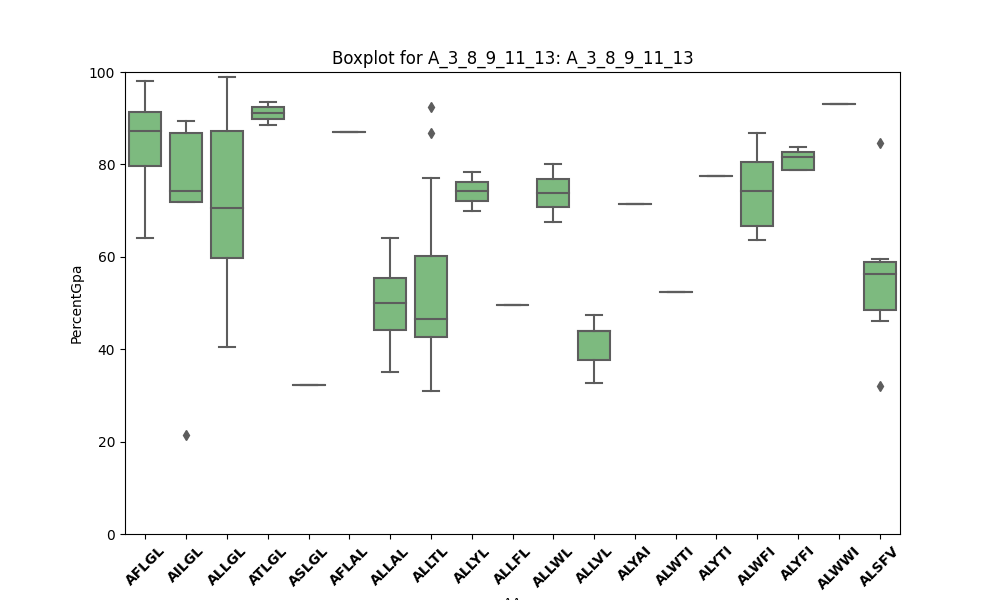 Boxplot for A_3_8_9_11_13: A_3_8_9_11_13
PercentGpa
100
80
60
40
20
0
AFLGL
AILGL
ALLGL
ATLGL
ASLGL
AFLAL
ALLAL
ALLTL
ALLYL
ALLFL
ALLWL
ALLVL
ALYAI
ALWTI
ALYTI
ALWFI
ALYFI
ALWWI
ALSFV